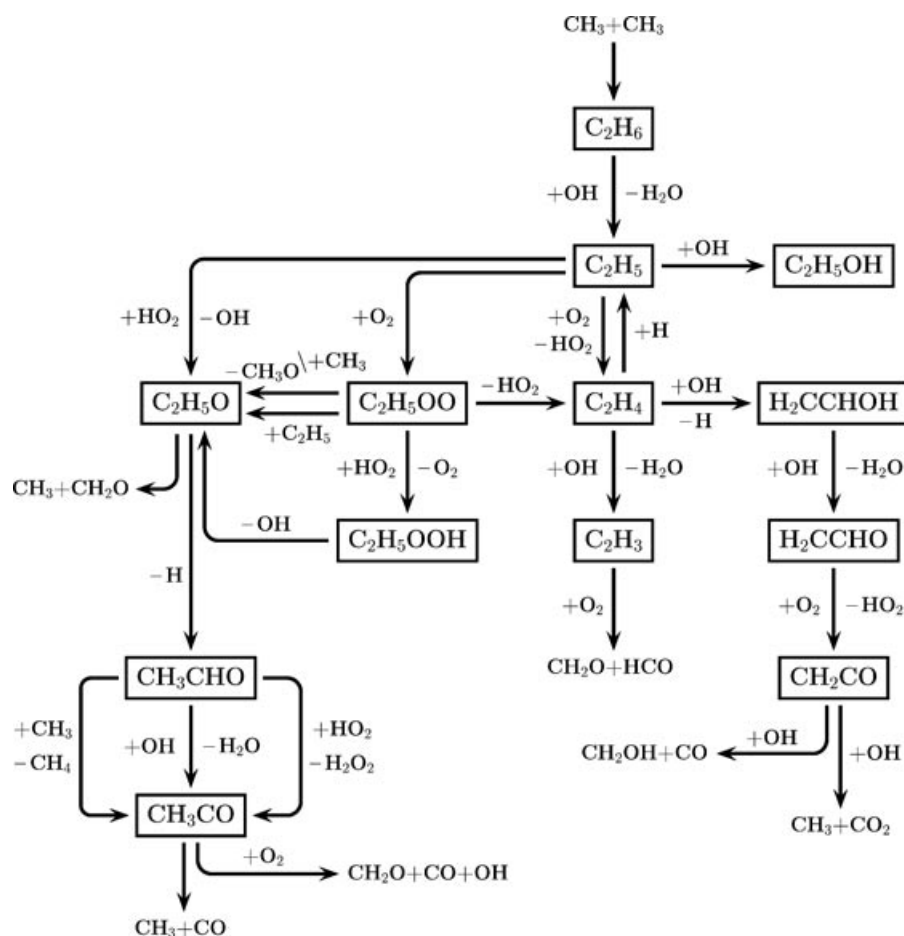 CH₃+CH₃
C₂H₆
+OH −H₂O
C₂H₅ +OH C₂H₅OH
+HO₂ −OH +O₂ +O₂ −HO₂ +H
−CH₃O\+CH₃
C₂H₅O C₂H₅OO −HO₂ C₂H₄ +OH −H H₂CCHOH
+C₂H₅
+HO₂ −O₂ +OH −H₂O +OH −H₂O
CH₃+CH₂O
−OH C₂H₅OOH C₂H₃ H₂CCHO
−H
+O₂ +O₂ −HO₂
CH₃CHO CH₂O+HCO CH₂CO
+CH₃ −CH₄ +OH −H₂O +HO₂ −H₂O₂
CH₂OH+CO +OH +OH
CH₃CO CH₃+CO₂
+O₂ CH₂O+CO+OH
CH₃+CO